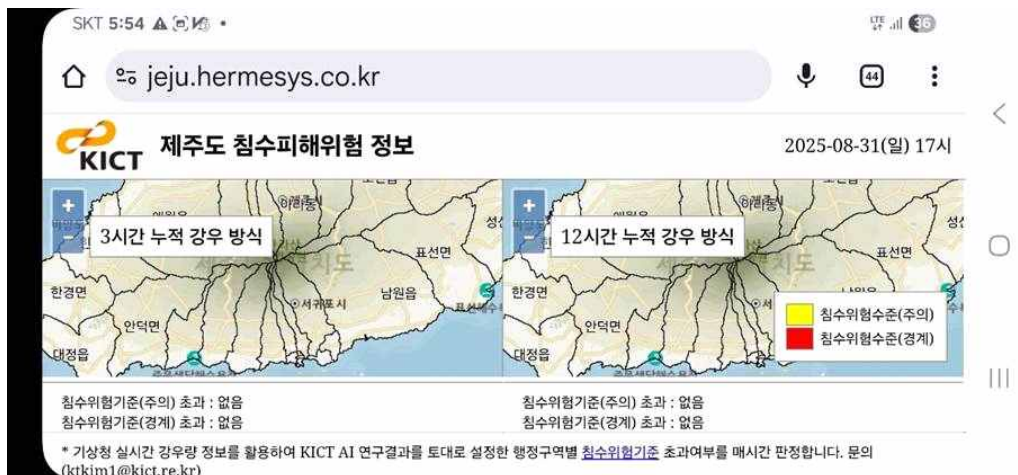 SKT 5:54
LTE
36
jeju.hermesys.co.kr
44
KICT
제주도 침수피해위험 정보
2025-08-31(일) 17시
+
-
3시간 누적 강우 방식
표선면
한경면
남원읍
서귀포시
안덕면
대정읍
+
-
12시간 누적 강우 방식
표선면
한경면
안덕면
대정읍
침수위험수준(주의)
침수위험수준(경계)
침수위험기준(주의) 초과 : 없음
침수위험기준(경계) 초과 : 없음
침수위험기준(주의) 초과 : 없음
침수위험기준(경계) 초과 : 없음
* 기상청 실시간 강우량 정보를 활용하여 KICT AI 연구결과를 토대로 설정한 행정구역별 침수위험기준 초과여부를 매시간 판정합니다. 문의
(ktkim1@kict.re.kr)